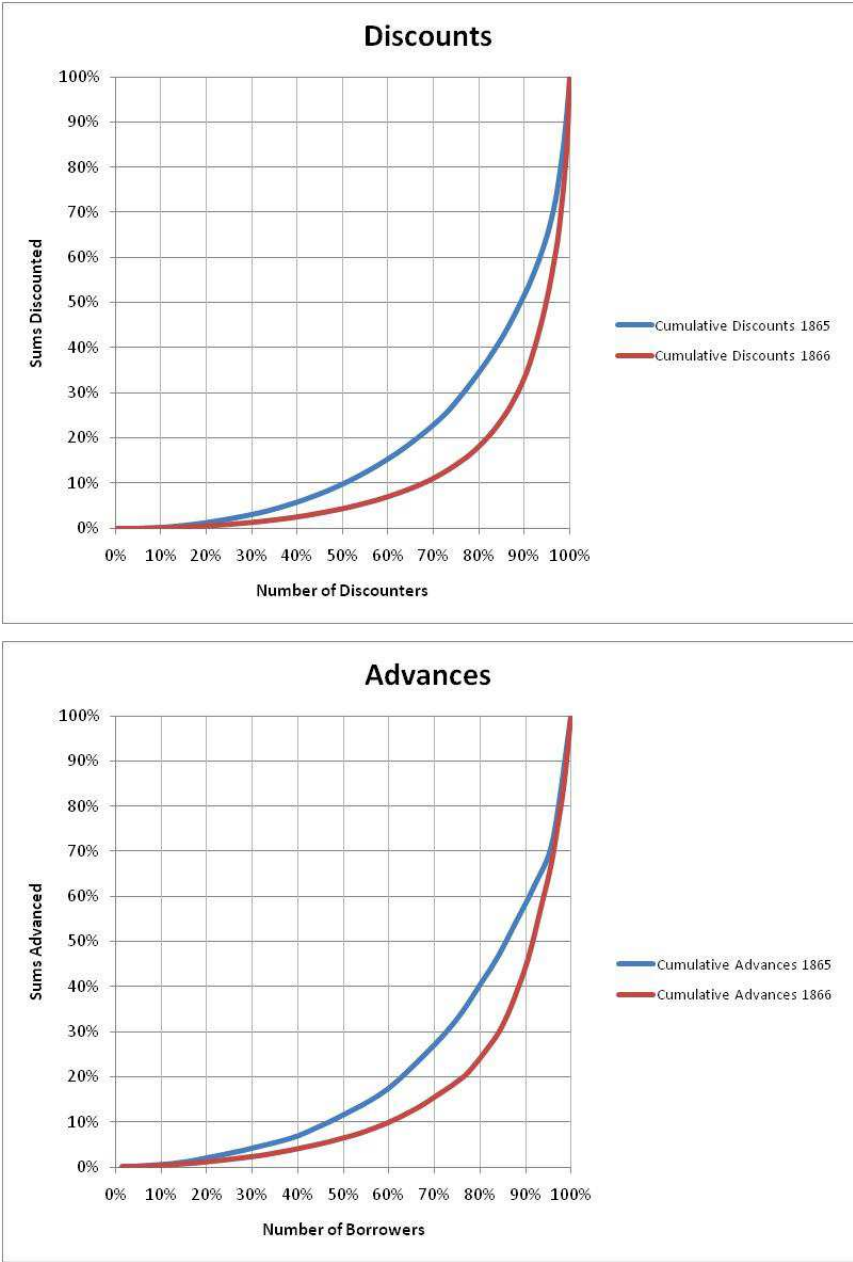 Discounts
100%
90%
80%
70%
60%
50%
40%
30%
20%
10%
0%
Sums Discounted
0% 10% 20% 30% 40% 50% 60% 70% 80% 90% 100%
Number of Discounters
Cumulative Discounts 1865
Cumulative Discounts 1866
Advances
100%
90%
80%
70%
60%
50%
40%
30%
20%
10%
0%
Sums Advanced
0% 10% 20% 30% 40% 50% 60% 70% 80% 90% 100%
Number of Borrowers
Cumulative Advances 1865
Cumulative Advances 1866